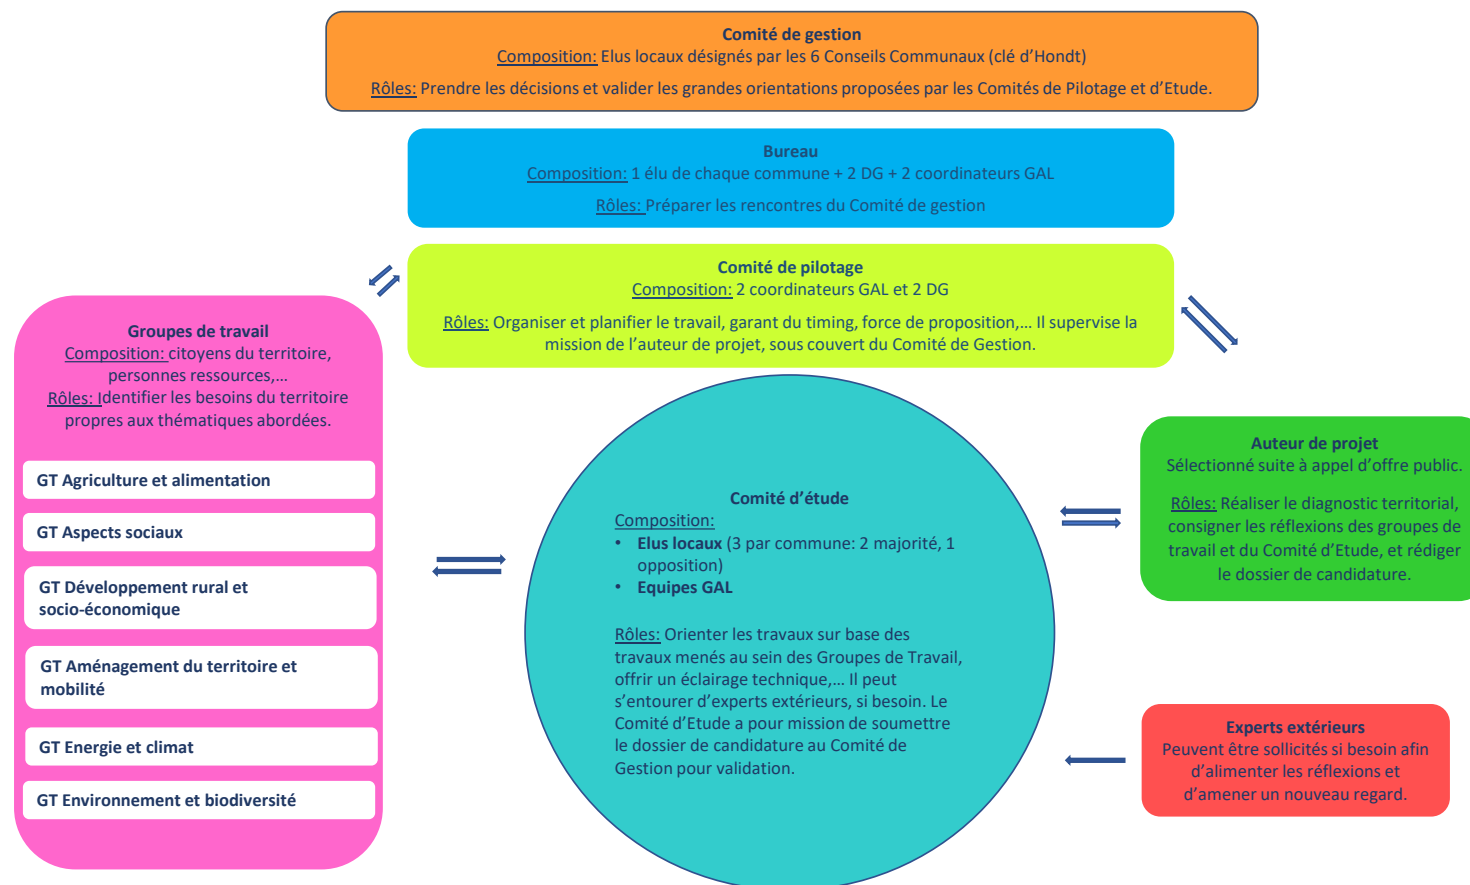 Comité de gestion
Composition: Elus locaux désignés par les 6 Conseils Communaux (clé d’Hondt)
Rôles: Prendre les décisions et valider les grandes orientations proposées par les Comités de Pilotage et d’Etude.
Bureau
Composition: 1 élu de chaque commune + 2 DG + 2 coordinateurs GAL
Rôles: Préparer les rencontres du Comité de gestion
Comité de pilotage
Composition: 2 coordinateurs GAL et 2 DG
Rôles: Organiser et planifier le travail, garant du timing, force de proposition,… Il supervise la
mission de l’auteur de projet, sous couvert du Comité de Gestion.
Groupes de travail
Composition: citoyens du territoire,
personnes ressources,…
Rôles: Identifier les besoins du territoire
propres aux thématiques abordées.
GT Agriculture et alimentation
GT Aspects sociaux
GT Développement rural et
socio-économique
GT Aménagement du territoire et
mobilité
GT Energie et climat
GT Environnement et biodiversité
Comité d’étude
Composition:
• Elus locaux (3 par commune: 2 majorité, 1
opposition)
• Equipes GAL
Rôles: Orienter les travaux sur base des
travaux menés au sein des Groupes de Travail,
offrir un éclairage technique,… Il peut
s’entourer d’experts extérieurs, si besoin. Le
Comité d’Etude a pour mission de soumettre
le dossier de candidature au Comité de
Gestion pour validation.
Auteur de projet
Sélectionné suite à appel d’offre public.
Rôles: Réaliser le diagnostic territorial,
consigner les réflexions des groupes de
travail et du Comité d’Etude, et rédiger
le dossier de candidature.
Experts extérieurs
Peuvent être sollicités si besoin afin
d’alimenter les réflexions et
d’amener un nouveau regard.